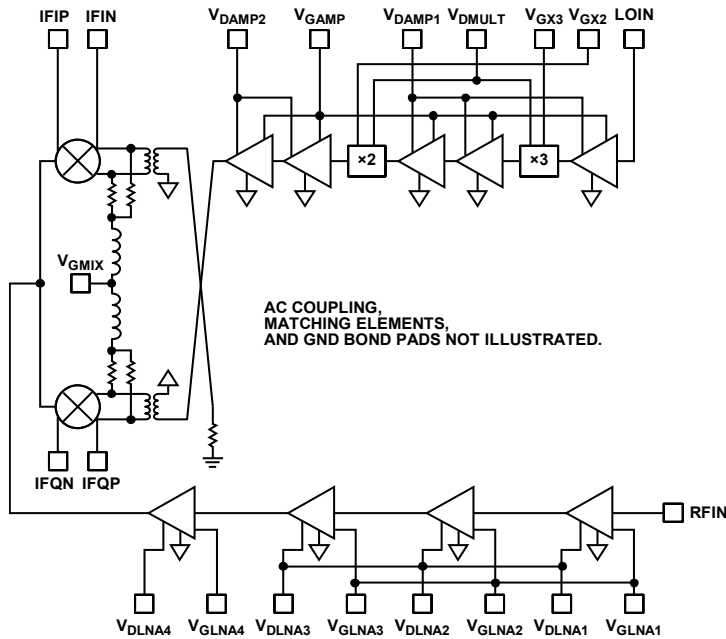 IFIP IFIN VDAMP2 VGAMP VDAMP1 VDMULT VGX3 VGX2 LOIN
×2 ×3
VGMIX
AC COUPLING,
MATCHING ELEMENTS,
AND GND BOND PADS NOT ILLUSTRATED.
IFQN IFQP
RFIN
VDLNA4 VGLNA4 VDLNA3 VGLNA3 VDLNA2 VGLNA2 VDLNA1 VGLNA1